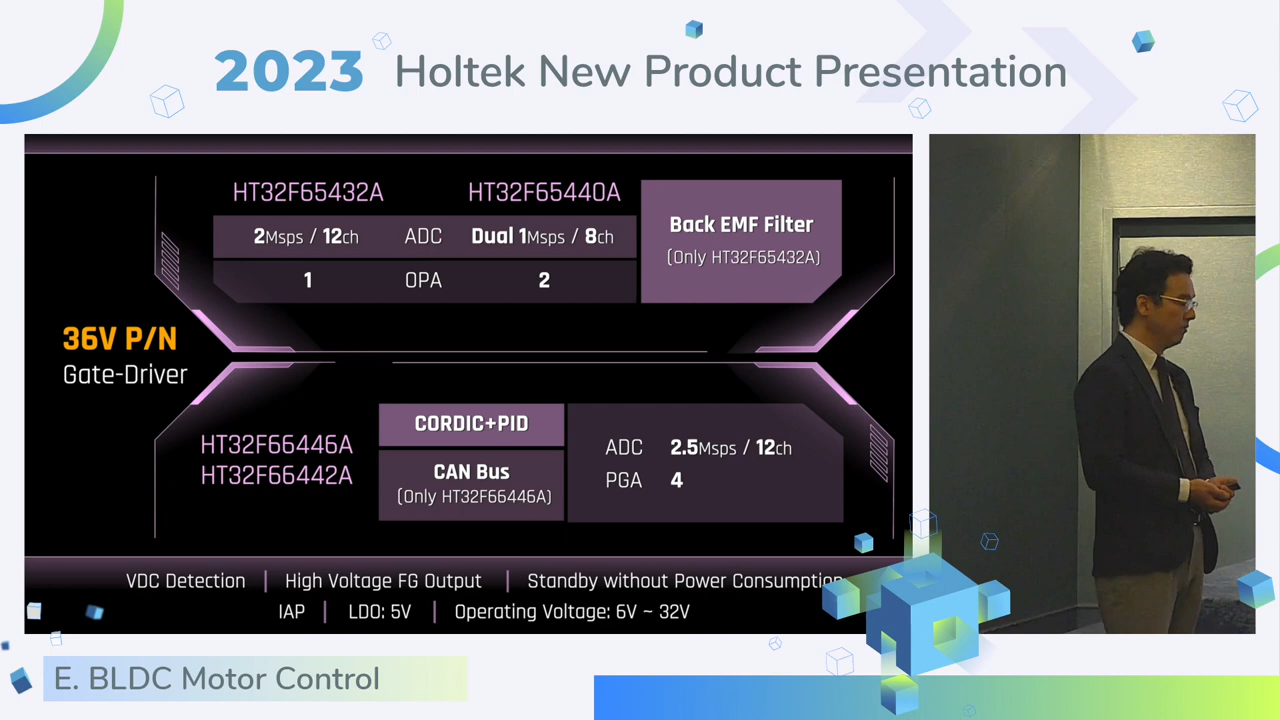 2023 Holtek New Product Presentation
HT32F65432A HT32F65440A
2Msps / 12ch ADC Dual 1Msps / 8ch
1 OPA 2
Back EMF Filter
(Only HT32F65432A)
36V P/N
Gate-Driver
HT32F66446A
HT32F66442A
CORDIC+PID
CAN Bus
(Only HT32F66446A)
ADC 2.5Msps / 12ch
PGA 4
VDC Detection | High Voltage FG Output | Standby without Power Consumption
IAP | LDO: 5V | Operating Voltage: 6V ~ 32V
E. BLDC Motor Control